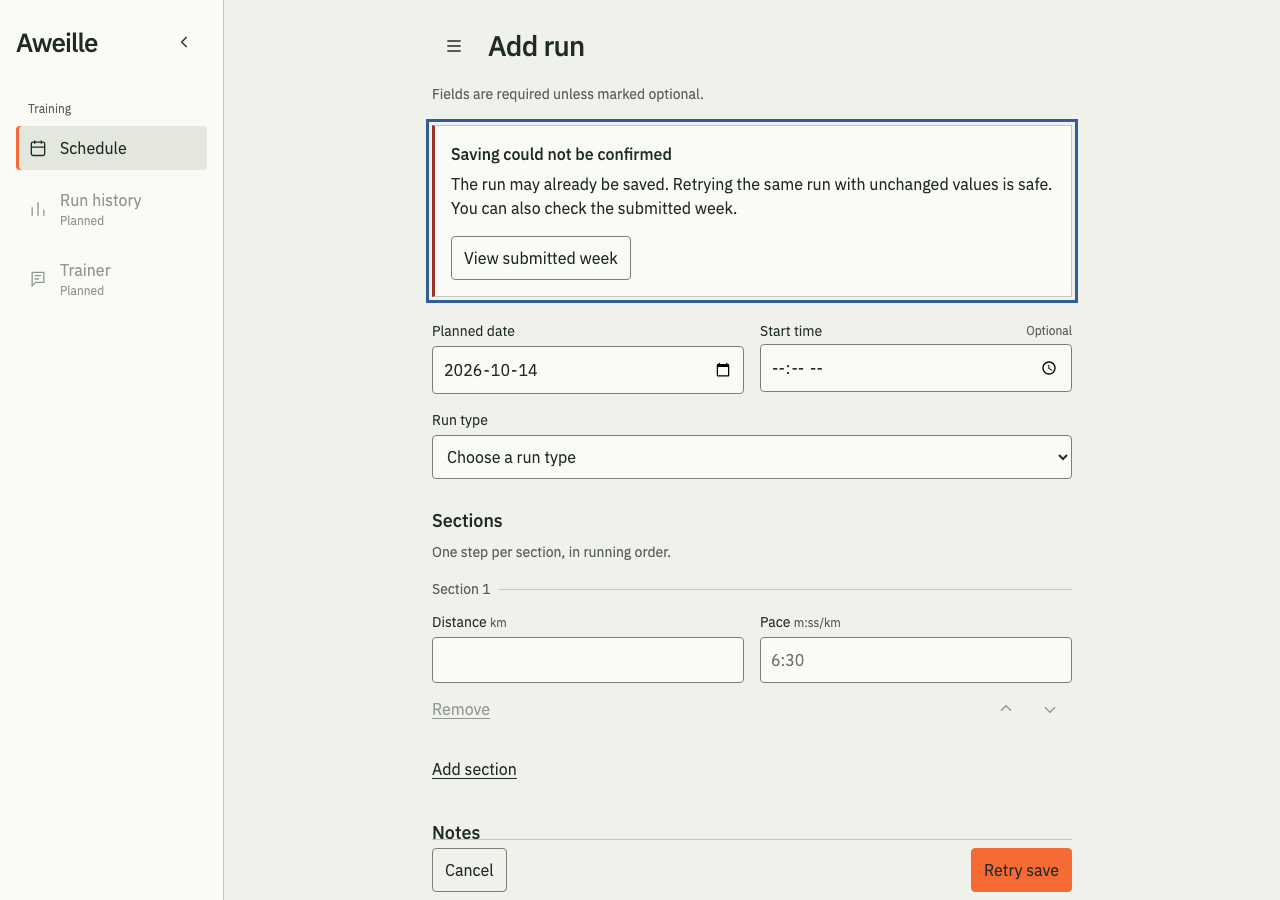 Aweille
Training
Schedule
Run history
Planned
Trainer
Planned
Add run
Fields are required unless marked optional.
Saving could not be confirmed
The run may already be saved. Retrying the same run with unchanged values is safe.
You can also check the submitted week.
View submitted week
Planned date
Start time Optional
2026-10-14
--:-- --
Run type
Choose a run type
Sections
One step per section, in running order.
Section 1
Distance km
Pace m:ss/km
6:30
Remove
Add section
Notes
Cancel
Retry save